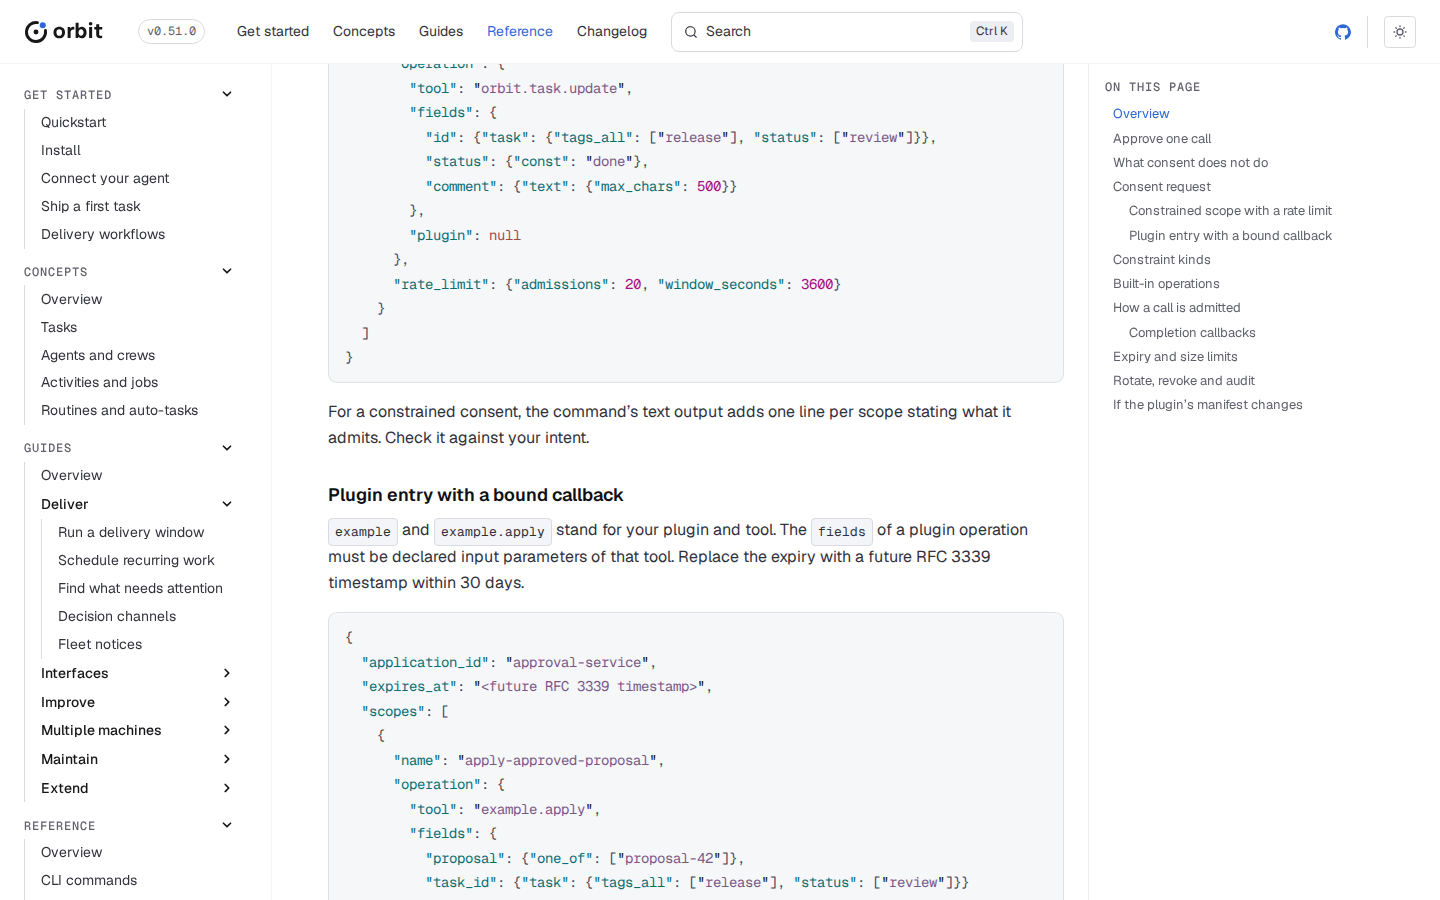 orbit
v0.51.0
Get started
Concepts
Guides
Reference
Changelog
Search
Ctrl K
GET STARTED
Quickstart
Install
Connect your agent
Ship a first task
Delivery workflows
CONCEPTS
Overview
Tasks
Agents and crews
Activities and jobs
Routines and auto-tasks
GUIDES
Overview
Deliver
Run a delivery window
Schedule recurring work
Find what needs attention
Decision channels
Fleet notices
Interfaces
Improve
Multiple machines
Maintain
Extend
REFERENCE
Overview
CLI commands
"operation": {
"tool": "orbit.task.update",
"fields": {
"id": {"task": {"tags_all": ["release"], "status": ["review"]}},
"status": {"const": "done"},
"comment": {"text": {"max_chars": 500}}
},
"plugin": null
},
"rate_limit": {"admissions": 20, "window_seconds": 3600}
}
]
}
For a constrained consent, the command’s text output adds one line per scope stating what it
admits. Check it against your intent.
Plugin entry with a bound callback
example and example.apply stand for your plugin and tool. The fields of a plugin operation
must be declared input parameters of that tool. Replace the expiry with a future RFC 3339
timestamp within 30 days.
{
"application_id": "approval-service",
"expires_at": "<future RFC 3339 timestamp>",
"scopes": [
{
"name": "apply-approved-proposal",
"operation": {
"tool": "example.apply",
"fields": {
"proposal": {"one_of": ["proposal-42"]},
"task_id": {"task": {"tags_all": ["release"], "status": ["review"]}}
ON THIS PAGE
Overview
Approve one call
What consent does not do
Consent request
Constrained scope with a rate limit
Plugin entry with a bound callback
Constraint kinds
Built-in operations
How a call is admitted
Completion callbacks
Expiry and size limits
Rotate, revoke and audit
If the plugin’s manifest changes